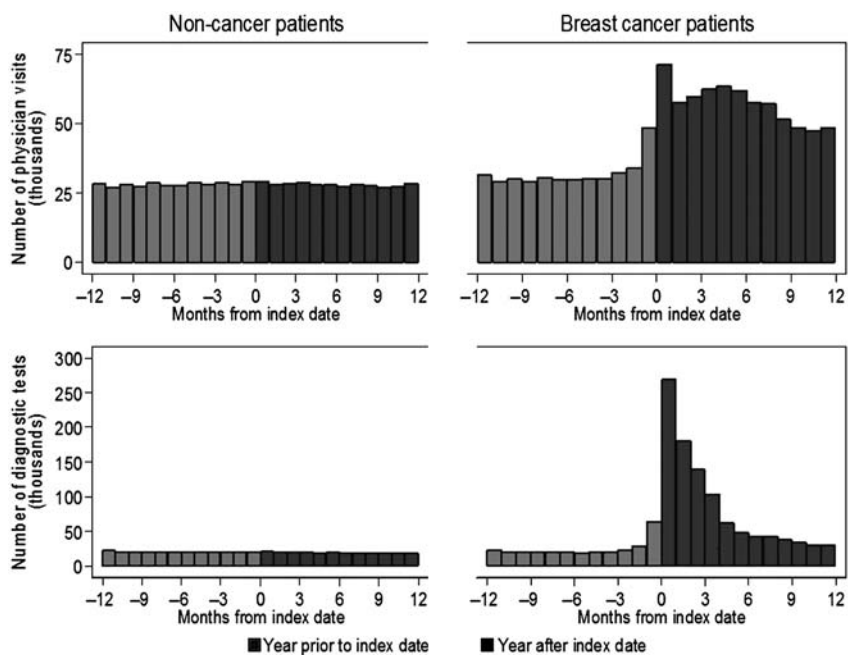 Non-cancer patients
Breast cancer patients
Number of physician visits
(thousands)
75
50
25
0
−12 −9 −6 −3 0 3 6 9 12
Months from index date
−12 −9 −6 −3 0 3 6 9 12
Months from index date
Number of diagnostic tests
(thousands)
300
250
200
150
100
50
0
−12 −9 −6 −3 0 3 6 9 12
Months from index date
−12 −9 −6 −3 0 3 6 9 12
Months from index date
Year prior to index date
Year after index date